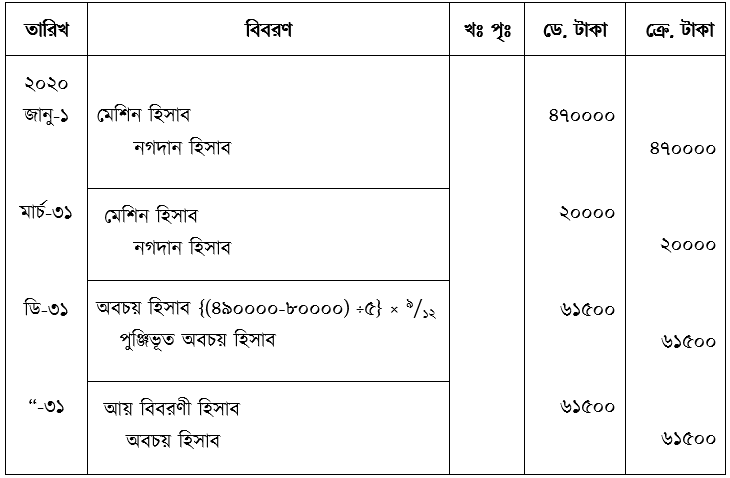 তারিখ বিবরণ খঃ পৃঃ ডে. টাকা ক্রে. টাকা
২০২০
জানু-১ মেশিন হিসাব ৪৭০০০০
নগদান হিসাব ৪৭০০০০
মার্চ-৩১ মেশিন হিসাব ২০০০০
নগদান হিসাব ২০০০০
ডি-৩১ অবচয় হিসাব {(৪৯০০০০-৮০০০০) ÷৫} × ৯/১২ ৬১৫০০
পুঞ্জিভূত অবচয় হিসাব ৬১৫০০
“-৩১ আয় বিবরণী হিসাব ৬১৫০০
অবচয় হিসাব ৬১৫০০